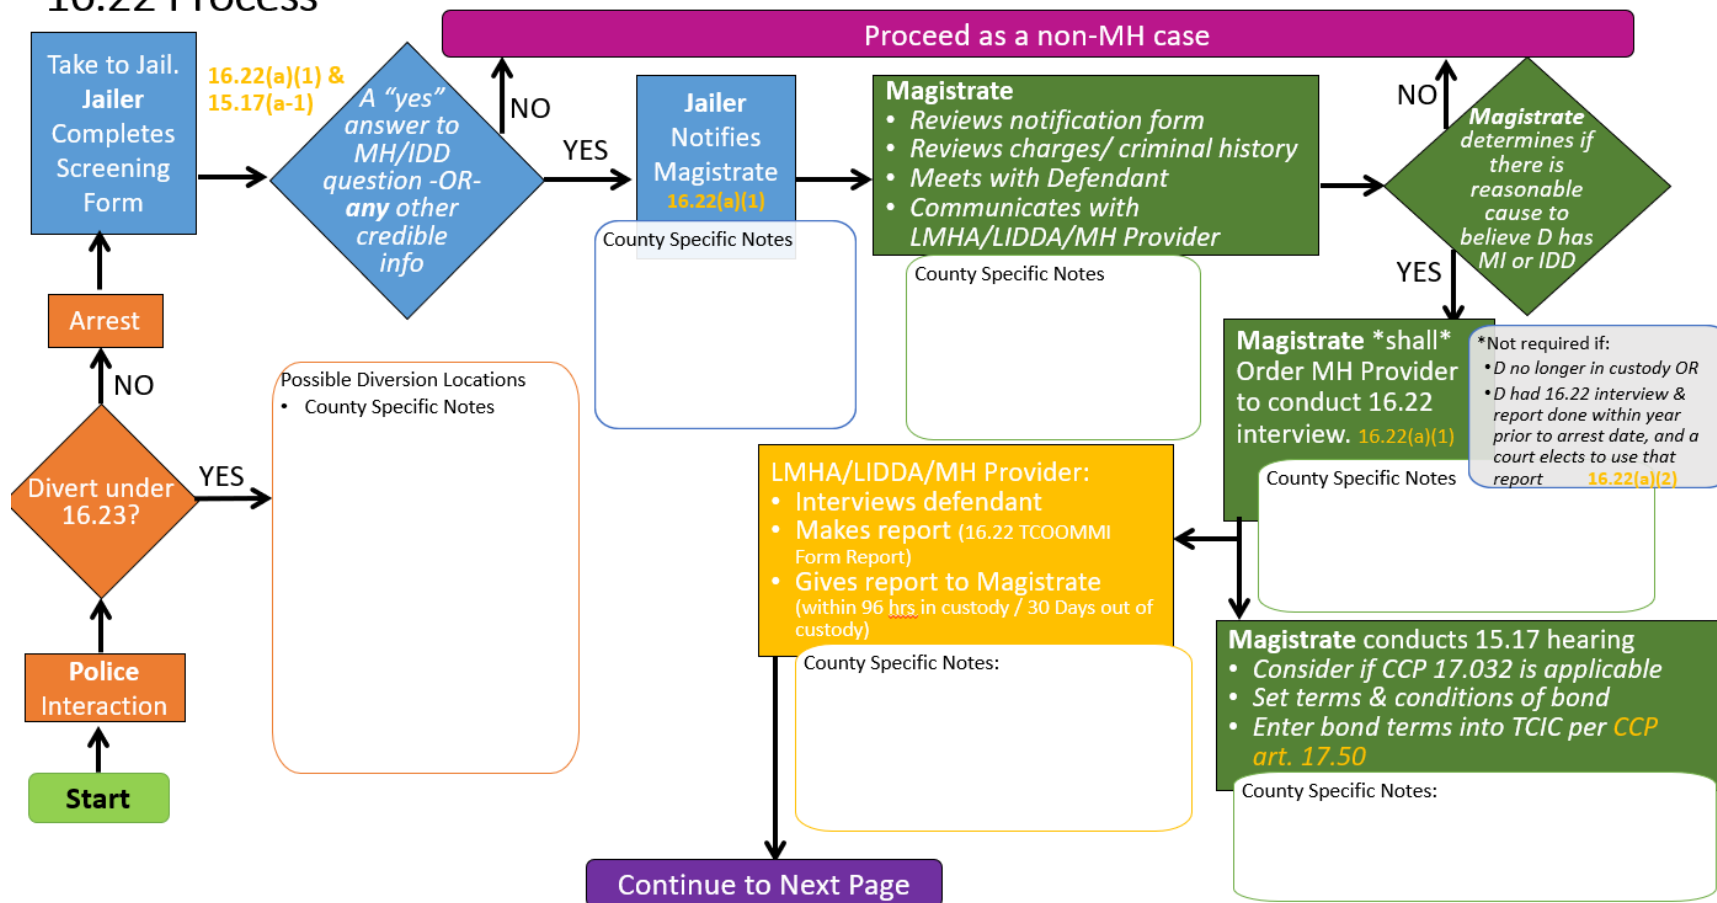 16.22 Process
Proceed as a non-MH case
Take to Jail.
Jailer
Completes
Screening
Form
16.22(a)(1) &
15.17(a-1)
A “yes”
answer to
MH/IDD
question -OR-
any other
credible
info
NO
YES
Jailer
Notifies
Magistrate
16.22(a)(1)
County Specific Notes
Magistrate
• Reviews notification form
• Reviews charges/ criminal history
• Meets with Defendant
• Communicates with
LMHA/LIDDA/MH Provider
County Specific Notes
NO
Magistrate
determines if
there is
reasonable
cause to
believe D has
MI or IDD
YES
Arrest
NO
Divert under
16.23?
YES
Possible Diversion Locations
• County Specific Notes
Police
Interaction
Start
Magistrate *shall*
Order MH Provider
to conduct 16.22
interview. 16.22(a)(1)
*Not required if:
• D no longer in custody OR
• D had 16.22 interview &
report done within year
prior to arrest date, and a
court elects to use that
report 16.22(a)(2)
County Specific Notes
LMHA/LIDDA/MH Provider:
• Interviews defendant
• Makes report (16.22 TCOOMMI
Form Report)
• Gives report to Magistrate
(within 96 hrs in custody / 30 Days out of
custody)
County Specific Notes:
Magistrate conducts 15.17 hearing
• Consider if CCP 17.032 is applicable
• Set terms & conditions of bond
• Enter bond terms into TCIC per CCP
art. 17.50
County Specific Notes:
Continue to Next Page